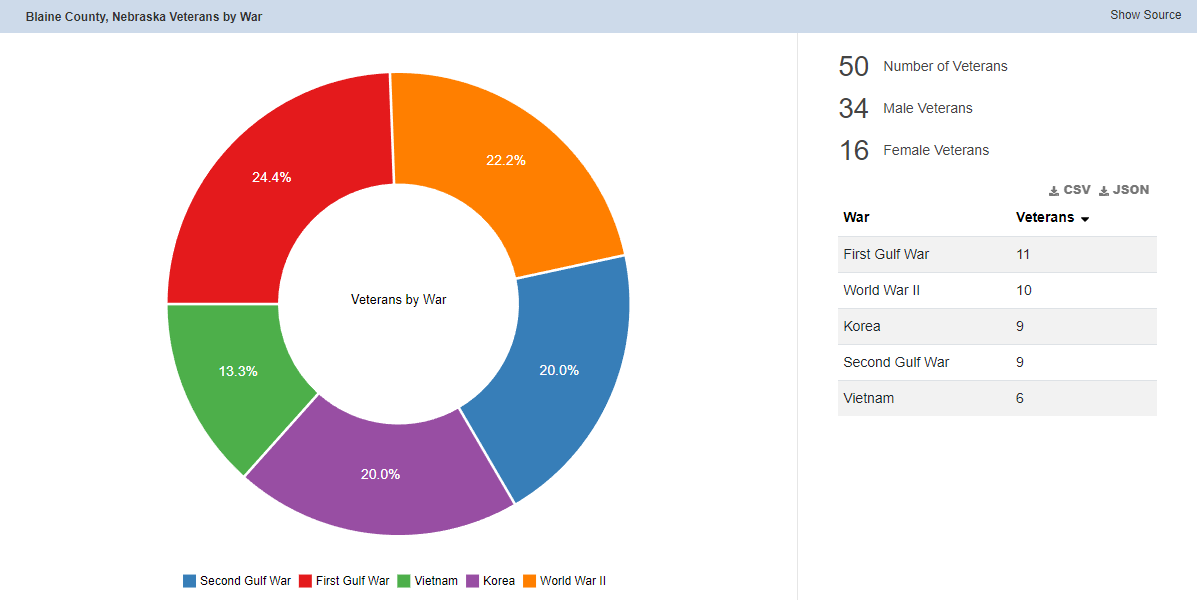 Blaine County, Nebraska Veterans by War
Show Source
24.4%
22.2%
Veterans by War
13.3%
20.0%
20.0%
Second Gulf War First Gulf War Vietnam Korea World War II
50 Number of Veterans
34 Male Veterans
16 Female Veterans
CSV JSON
War Veterans
First Gulf War 11
World War II 10
Korea 9
Second Gulf War 9
Vietnam 6